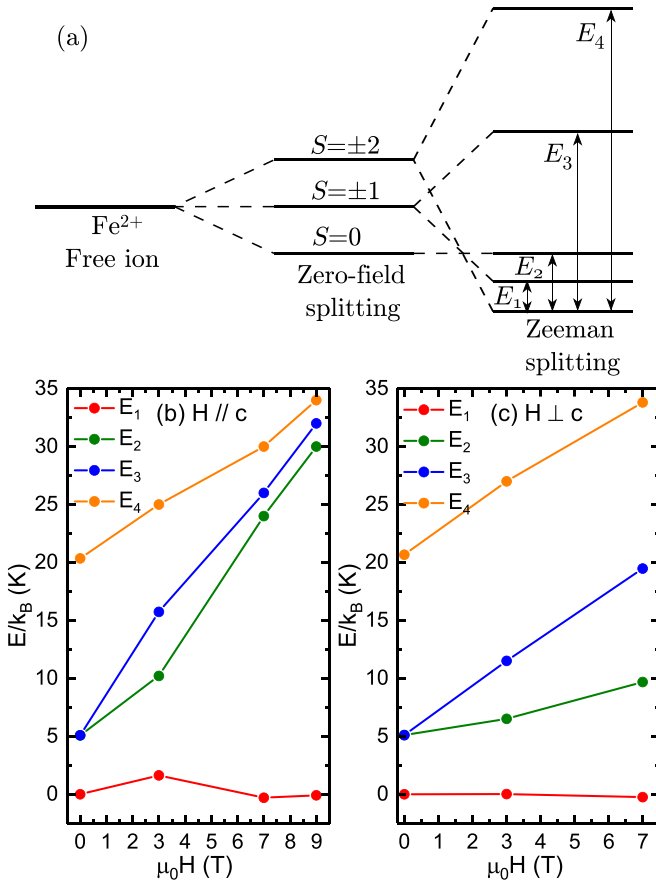 (a)
E₄
S=±2
E₃
S=±1
Fe²⁺
Free ion
S=0
E₂
Zero-field
splitting
E₁
Zeeman
splitting
35
30
25
20
15
10
5
0
E/k_B (K)
E₁
E₂
E₃
E₄
(b) H // c
0 1 2 3 4 5 6 7 8 9
μ₀H (T)
35
30
25
20
15
10
5
0
E/k_B (K)
E₁
E₂
E₃
E₄
(c) H ⊥ c
0 1 2 3 4 5 6 7
μ₀H (T)